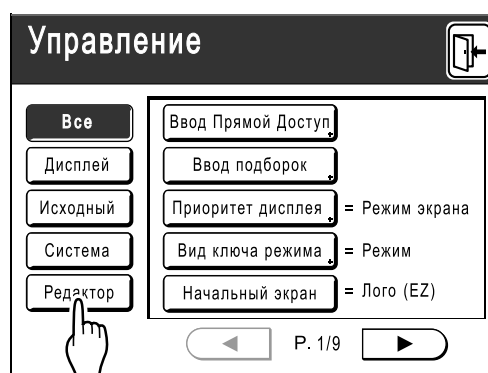 Управление
Все
Ввод Прямой Доступ
Дисплей
Ввод подборок
Исходный
Приоритет дисплея = Режим экрана
Система
Вид ключа режима = Режим
Редактор
Начальный экран = Лого (EZ)
P. 1/9